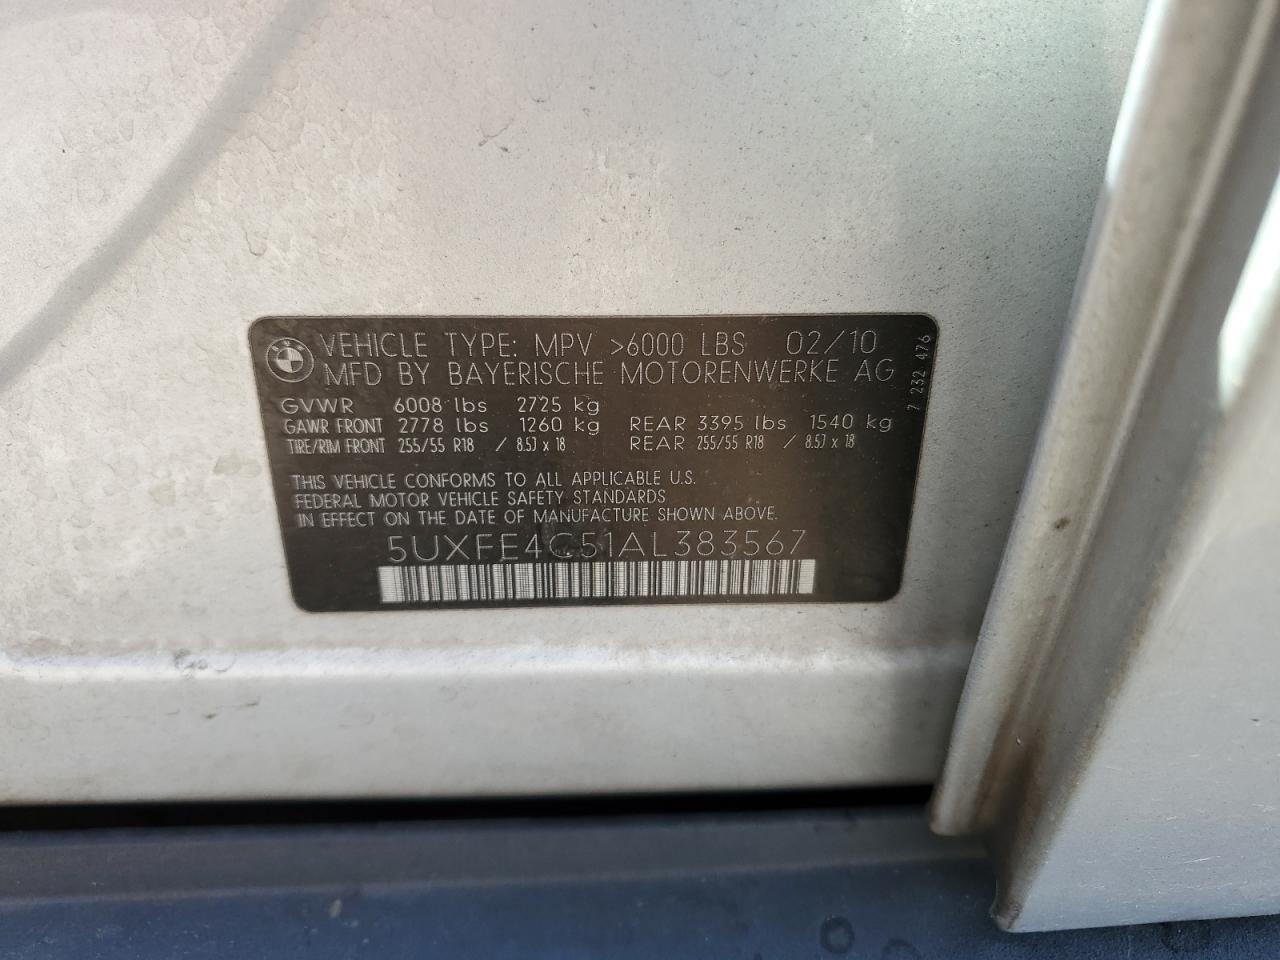 VEHICLE TYPE: MPV >6000 LBS 02/10
MFD BY BAYERISCHE MOTORENWERKE AG
GVWR 6008 lbs 2725 kg
GAWR FRONT 2778 lbs 1260 kg REAR 3395 lbs 1540 kg
TIRE/RIM FRONT 255/55 R18 / 8.5J x 18 REAR 255/55 R18 / 8.5J x 18
THIS VEHICLE CONFORMS TO ALL APPLICABLE U.S.
FEDERAL MOTOR VEHICLE SAFETY STANDARDS
IN EFFECT ON THE DATE OF MANUFACTURE SHOWN ABOVE.
5UXFE4C51AL383567
7 232 476